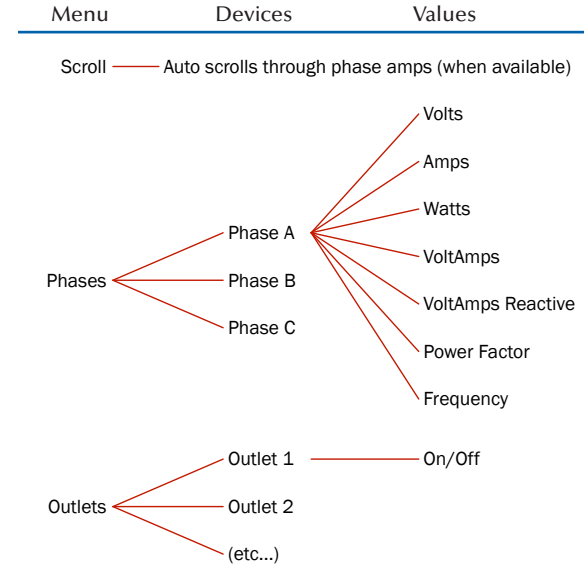 Menu Devices Values
Scroll Auto scrolls through phase amps (when available)
Volts
Amps
Watts
Phase A
VoltAmps
Phases Phase B
VoltAmps Reactive
Phase C
Power Factor
Frequency
Outlet 1 On/Off
Outlets Outlet 2
(etc...)